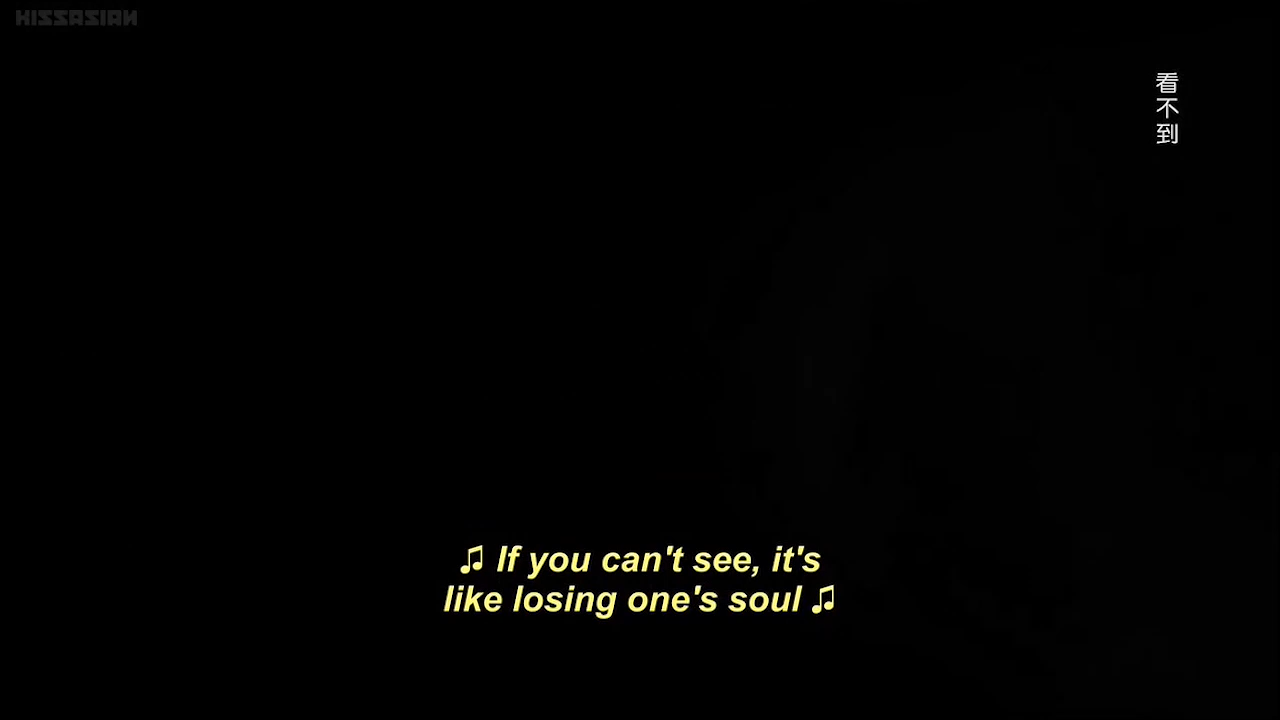 KISSASIAN
看不到
♫ If you can't see, it's
like losing one's soul ♫